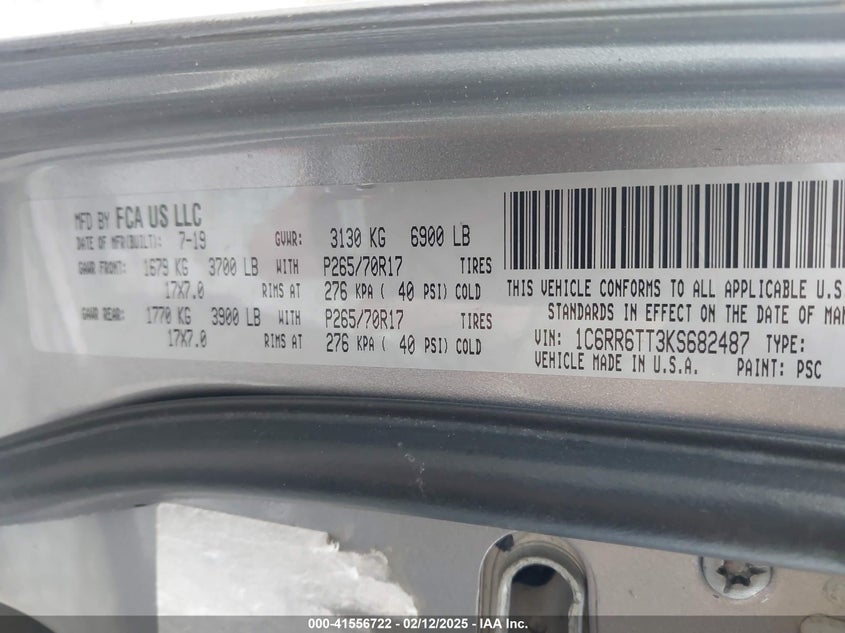 MFD BY FCA US LLC
DATE OF MFR(BUILT): 7-19 GVWR: 3130 KG 6900 LB
GAWR FRONT: 1679 KG 3700 LB WITH P265/70R17 TIRES
17X7.0 RIMS AT 276 KPA ( 40 PSI) COLD
GAWR REAR: 1770 KG 3900 LB WITH P265/70R17 TIRES
17X7.0 RIMS AT 276 KPA ( 40 PSI) COLD
THIS VEHICLE CONFORMS TO ALL APPLICABLE U.S
STANDARDS IN EFFECT ON THE DATE OF MAN
VIN: 1C6RR6TT3KS682487 TYPE:
VEHICLE MADE IN U.S.A. PAINT: PSC
000-41556722 - 02/12/2025 - IAA Inc.